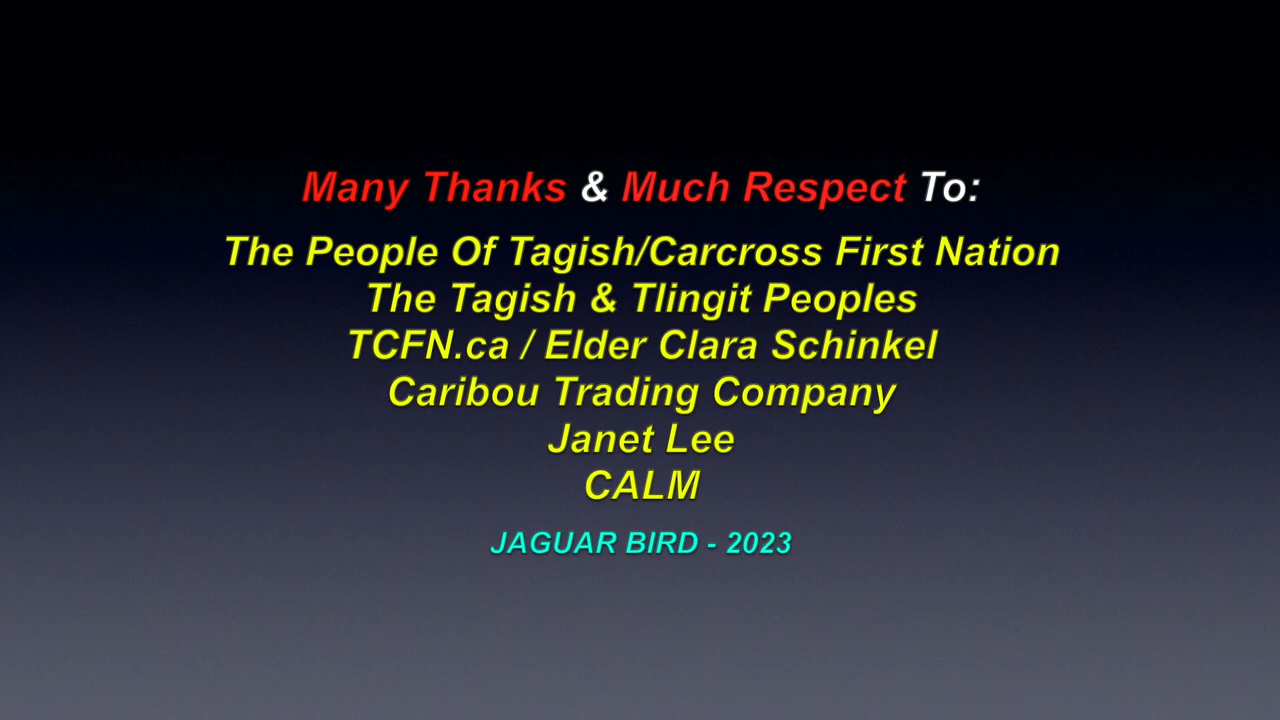 Many Thanks & Much Respect To:
The People Of Tagish/Carcross First Nation
The Tagish & Tlingit Peoples
TCFN.ca / Elder Clara Schinkel
Caribou Trading Company
Janet Lee
CALM
JAGUAR BIRD - 2023